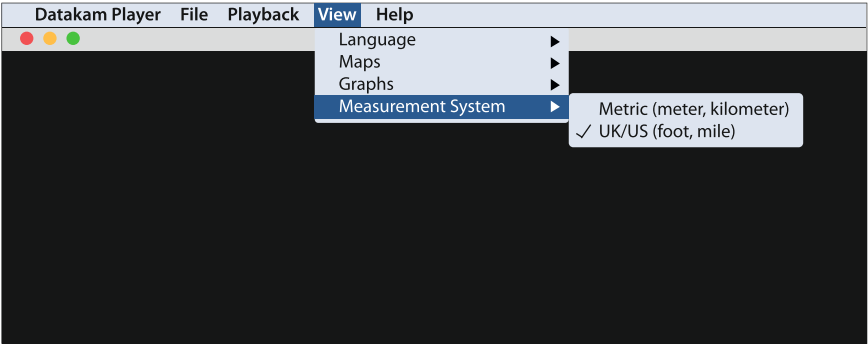 Datakam Player File Playback View Help
Language
Maps
Graphs
Measurement System
Metric (meter, kilometer)
UK/US (foot, mile)